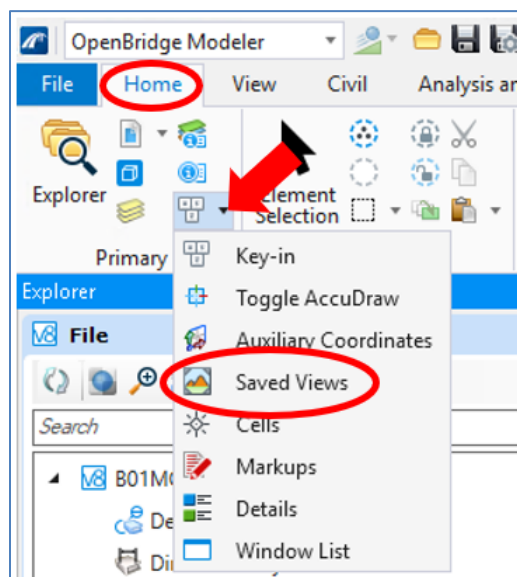 OpenBridge Modeler
File Home View Civil Analysis
Explorer
Element
Selection
Primary
Key-in
Explorer
Toggle AccuDraw
File
Auxiliary Coordinates
Saved Views
Search
Cells
Markups
B01M
Details
De
Window List
Di